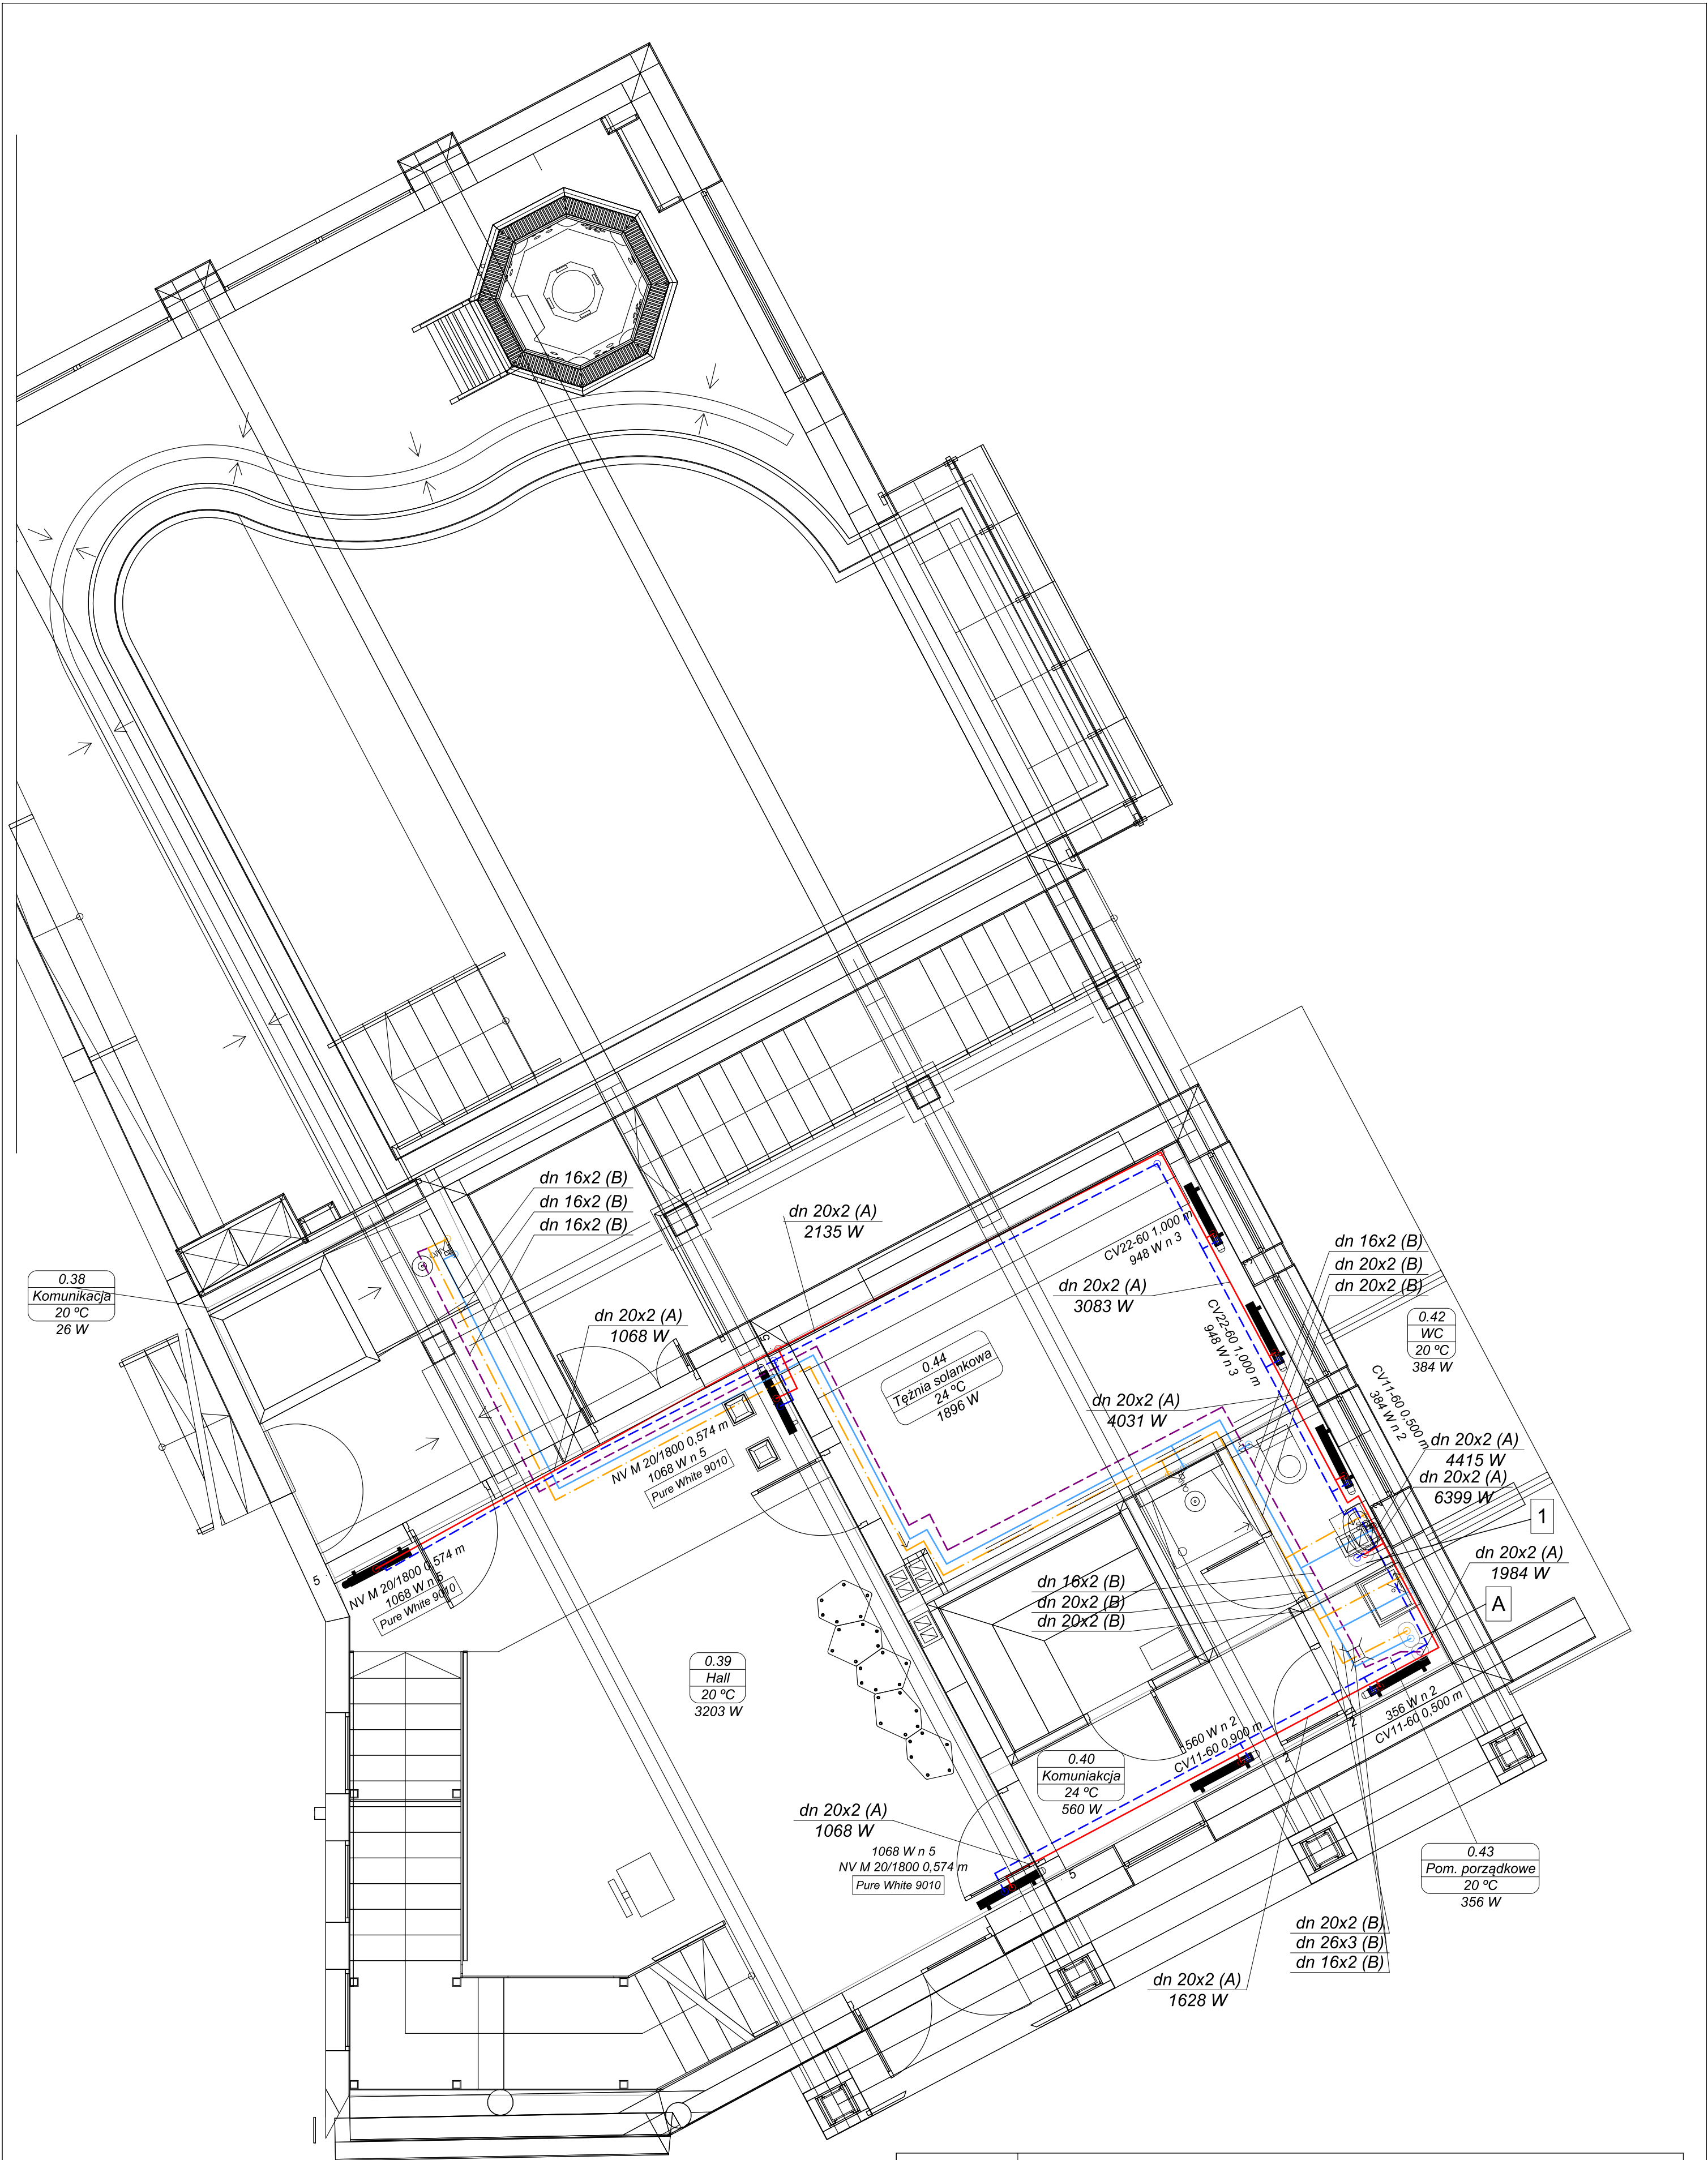 dn 16x2 (B)
dn 16x2 (B)
dn 16x2 (B)
dn 20x2 (A)
2135 W
0.38
Komunikacja
20 ºC
26 W
dn 20x2 (A)
1068 W
5
CV22-60 1,000 m
948 W n 3
dn 20x2 (A)
3083 W
dn 16x2 (B)
dn 20x2 (B)
dn 20x2 (B)
3
CV22-60 1,000 m
948 W n 3
0.42
WC
20 ºC
384 W
0.44
Tężnia solankowa
24 ºC
1896 W
3
CV11-60 0,500 m
384 W n 2
dn 20x2 (A)
4031 W
NV M 20/1800 0,574 m
1068 W n 5
Pure White 9010
dn 20x2 (A)
4415 W
dn 20x2 (A)
6399 W
2
1
dn 20x2 (A)
1984 W
A
5
NV M 20/1800 0,574 m
1068 W n 5
Pure White 9010
dn 16x2 (B)
dn 20x2 (B)
dn 20x2 (B)
0.39
Hall
20 ºC
3203 W
356 W n 2
CV11-60 0,500 m
2
560 W n 2
CV11-60 0,900 m
2
0.40
Komuniakcja
24 ºC
560 W
dn 20x2 (A)
1068 W
1068 W n 5
NV M 20/1800 0,574 m
Pure White 9010
5
0.43
Pom. porządkowe
20 ºC
356 W
dn 20x2 (B)
dn 26x3 (B)
dn 16x2 (B)
dn 20x2 (A)
1628 W